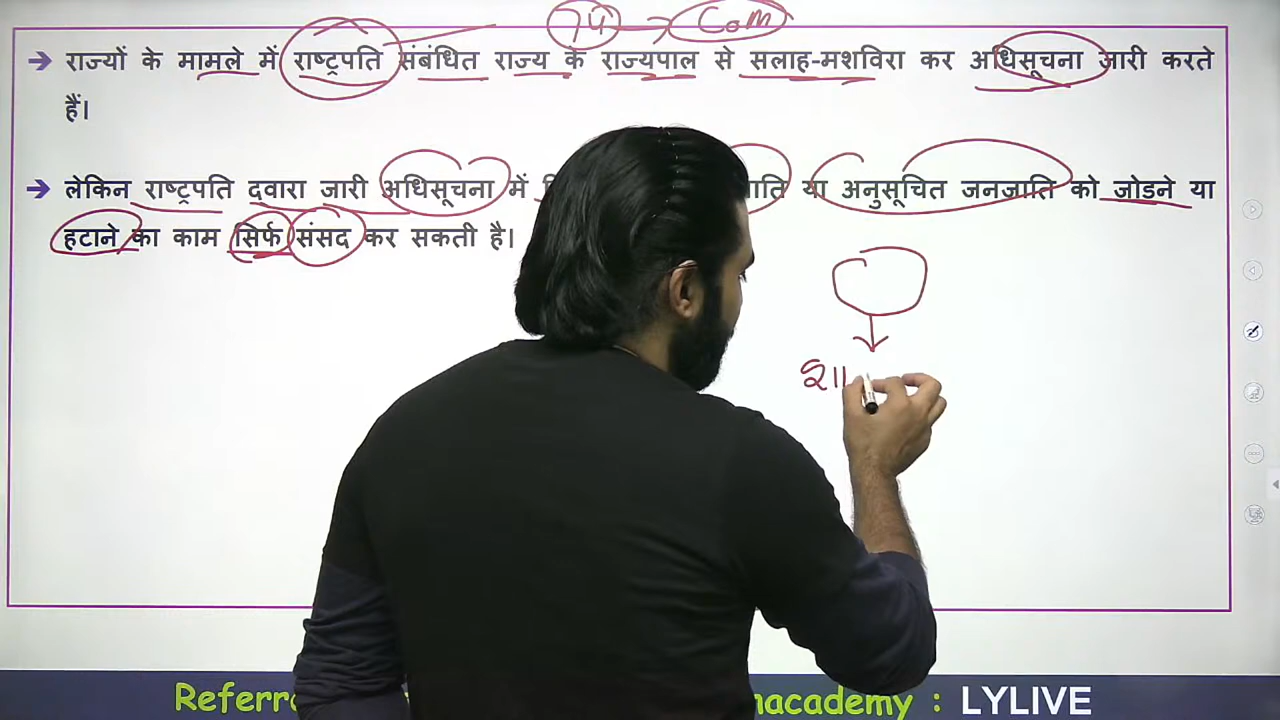 74 → CoM
→ राज्यों के मामले में राष्ट्रपति संबंधित राज्य के राज्यपाल से सलाह-मशविरा कर अधिसूचना जारी करते
हैं।
→ लेकिन राष्ट्रपति दवारा जारी अधिसूचना में या अनुसूचित जनजाति को जोडने या
हटाने का काम सिर्फ संसद कर सकती है।
Referr academy : LYLIVE